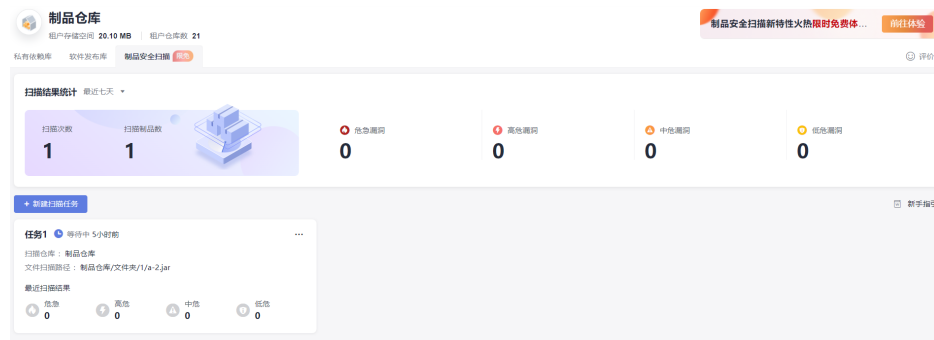 制品仓库
租户存储空间 20.10 MB 租户仓库数 21
制品安全扫描新特性火热限时免费体... 前往体验
私有依赖库 软件发布库 制品安全扫描 限免
评价
扫描结果统计 最近七天
扫描次数 扫描制品数 危急漏洞 高危漏洞 中危漏洞 低危漏洞
1 1 0 0 0 0
+ 新建扫描任务 新手指引
任务1 等待中 5小时前 ...
扫描仓库： 制品仓库
文件扫描路径： 制品仓库/文件夹/1/a-2.jar
最近扫描结果
危急 高危 中危 低危
0 0 0 0